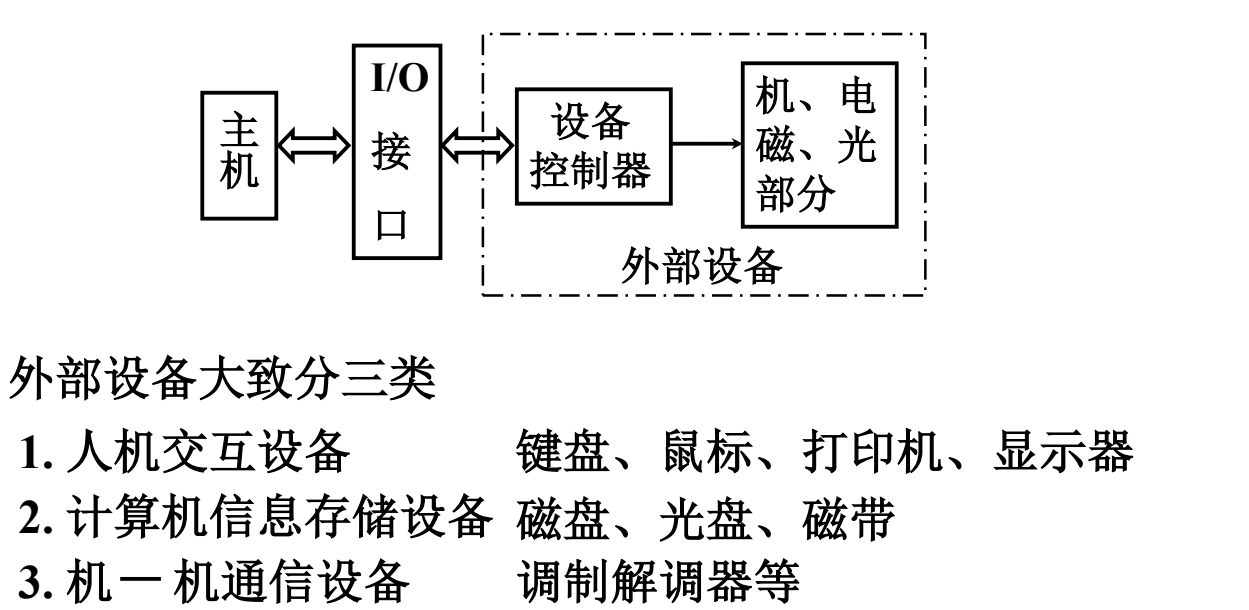 主机
I/O
接
口
设备
控制器
机、电
磁、光
部分
外部设备
外部设备大致分三类
1. 人机交互设备 键盘、鼠标、打印机、显示器
2. 计算机信息存储设备 磁盘、光盘、磁带
3. 机－机通信设备 调制解调器等